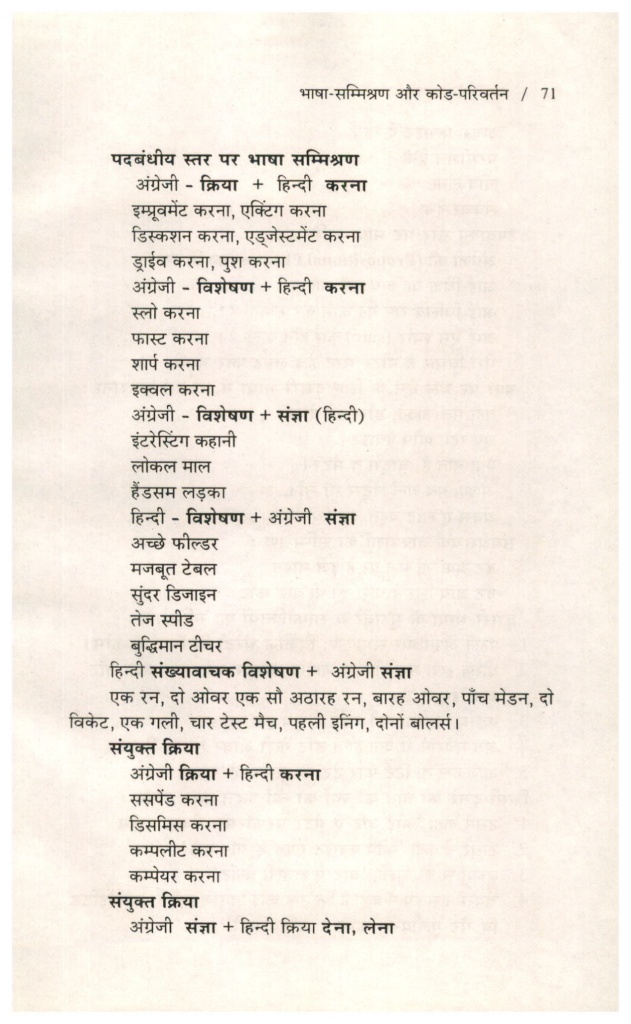 भाषा-सम्मिश्रण और कोड-परिवर्तन / 71
पदबंधीय स्तर पर भाषा सम्मिश्रण
अंग्रेजी - क्रिया + हिन्दी करना
इम्प्रूवमेंट करना, एक्टिंग करना
डिस्कशन करना, एड्जेस्टमेंट करना
ड्राईव करना, पुश करना
अंग्रेजी - विशेषण + हिन्दी करना
स्लो करना
फास्ट करना
शार्प करना
इक्वल करना
अंग्रेजी - विशेषण + संज्ञा (हिन्दी)
इंटरेस्टिंग कहानी
लोकल माल
हैंडसम लड़का
हिन्दी - विशेषण + अंग्रेजी संज्ञा
अच्छे फील्डर
मजबूत टेबल
सुंदर डिजाइन
तेज स्पीड
बुद्धिमान टीचर
हिन्दी संख्यावाचक विशेषण + अंग्रेजी संज्ञा
एक रन, दो ओवर एक सौ अठारह रन, बारह ओवर, पाँच मेडन, दो
विकेट, एक गली, चार टेस्ट मैच, पहली इनिंग, दोनों बोलर्स।
संयुक्त क्रिया
अंग्रेजी क्रिया + हिन्दी करना
ससपेंड करना
डिसमिस करना
कम्पलीट करना
कम्पेयर करना
संयुक्त क्रिया
अंग्रेजी संज्ञा + हिन्दी क्रिया देना, लेना